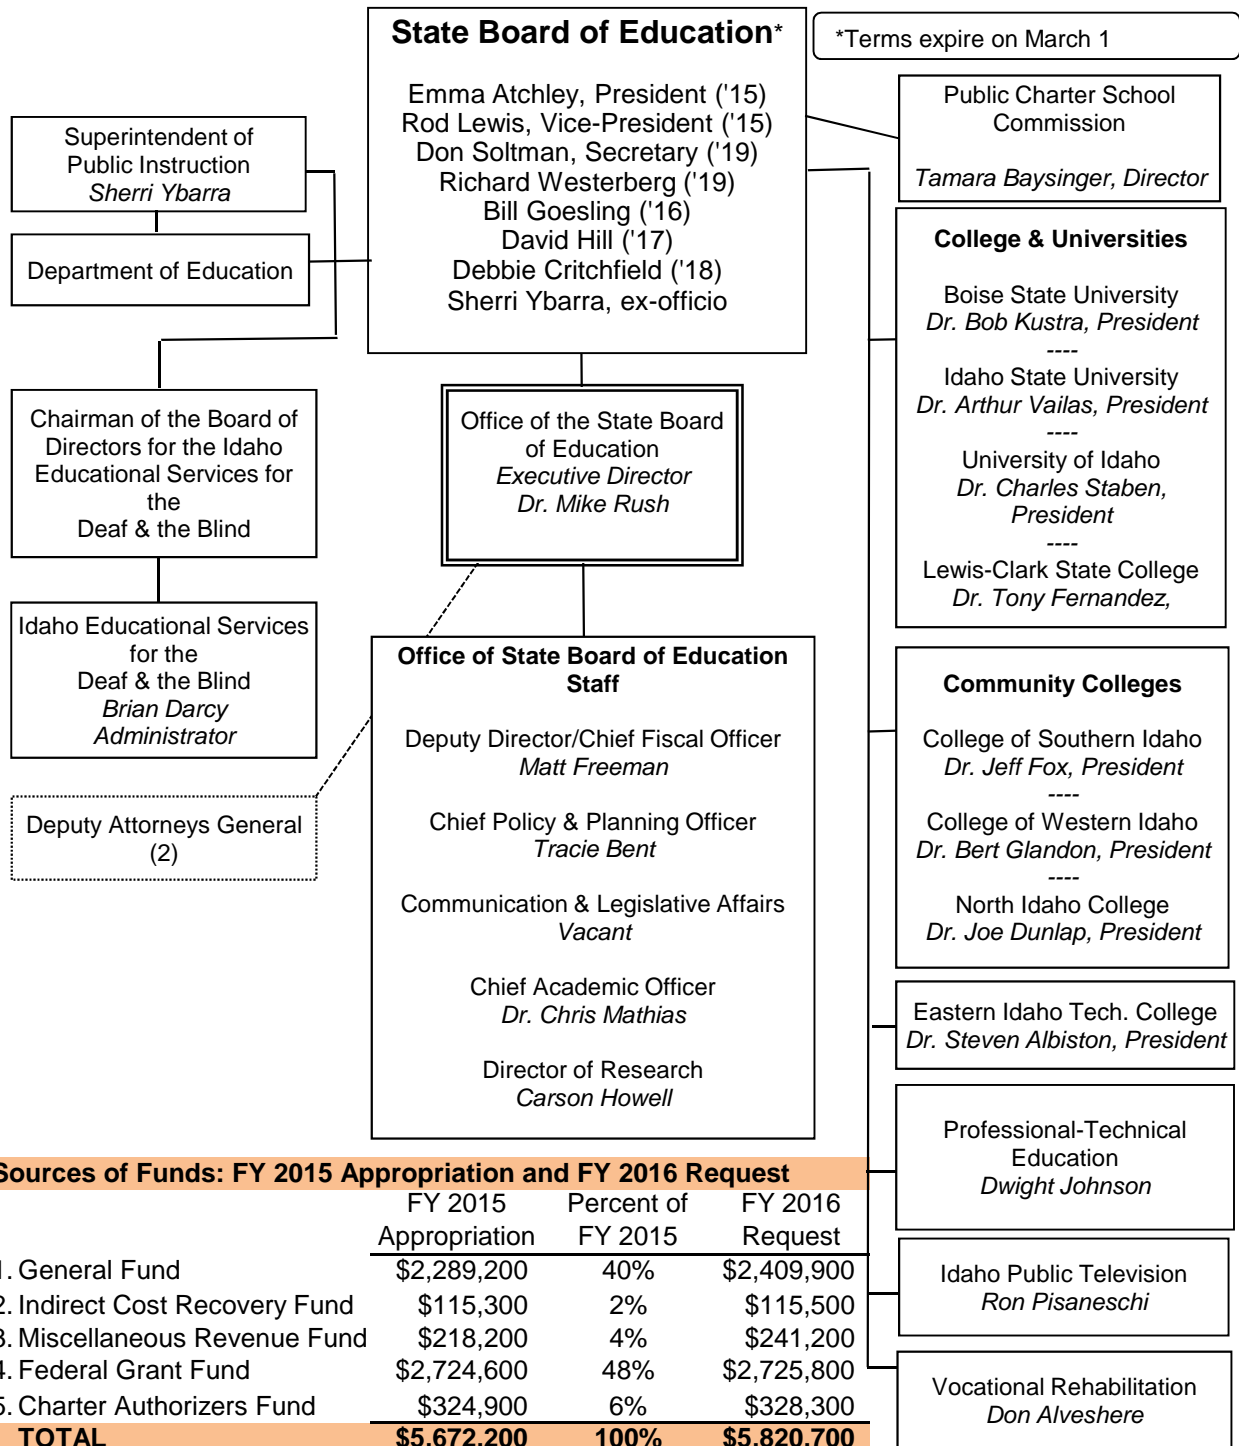 State Board of Education*
Emma Atchley, President ('15)
Rod Lewis, Vice-President ('15)
Don Soltman, Secretary ('19)
Richard Westerberg ('19)
Bill Goesling ('16)
David Hill ('17)
Debbie Critchfield ('18)
Sherri Ybarra, ex-officio
*Terms expire on March 1
Public Charter School
Commission
Tamara Baysinger, Director
Superintendent of
Public Instruction
Sherri Ybarra
Department of Education
Chairman of the Board of
Directors for the Idaho
Educational Services for
the
Deaf & the Blind
Idaho Educational Services
for the
Deaf & the Blind
Brian Darcy
Administrator
Deputy Attorneys General
(2)
Office of the State Board
of Education
Executive Director
Dr. Mike Rush
Office of State Board of Education
Staff
Deputy Director/Chief Fiscal Officer
Matt Freeman
Chief Policy & Planning Officer
Tracie Bent
Communication & Legislative Affairs
Vacant
Chief Academic Officer
Dr. Chris Mathias
Director of Research
Carson Howell
College & Universities
Boise State University
Dr. Bob Kustra, President
----
Idaho State University
Dr. Arthur Vailas, President
----
University of Idaho
Dr. Charles Staben,
President
----
Lewis-Clark State College
Dr. Tony Fernandez,
Community Colleges
College of Southern Idaho
Dr. Jeff Fox, President
----
College of Western Idaho
Dr. Bert Glandon, President
----
North Idaho College
Dr. Joe Dunlap, President
Eastern Idaho Tech. College
Dr. Steven Albiston, President
Professional-Technical
Education
Dwight Johnson
Idaho Public Television
Ron Pisaneschi
Vocational Rehabilitation
Don Alveshere
Sources of Funds: FY 2015 Appropriation and FY 2016 Request
FY 2015 Percent of FY 2016
Appropriation FY 2015 Request
1. General Fund $2,289,200 40% $2,409,900
2. Indirect Cost Recovery Fund $115,300 2% $115,500
3. Miscellaneous Revenue Fund $218,200 4% $241,200
4. Federal Grant Fund $2,724,600 48% $2,725,800
5. Charter Authorizers Fund $324,900 6% $328,300
TOTAL $5,672,200 100% $5,820,700